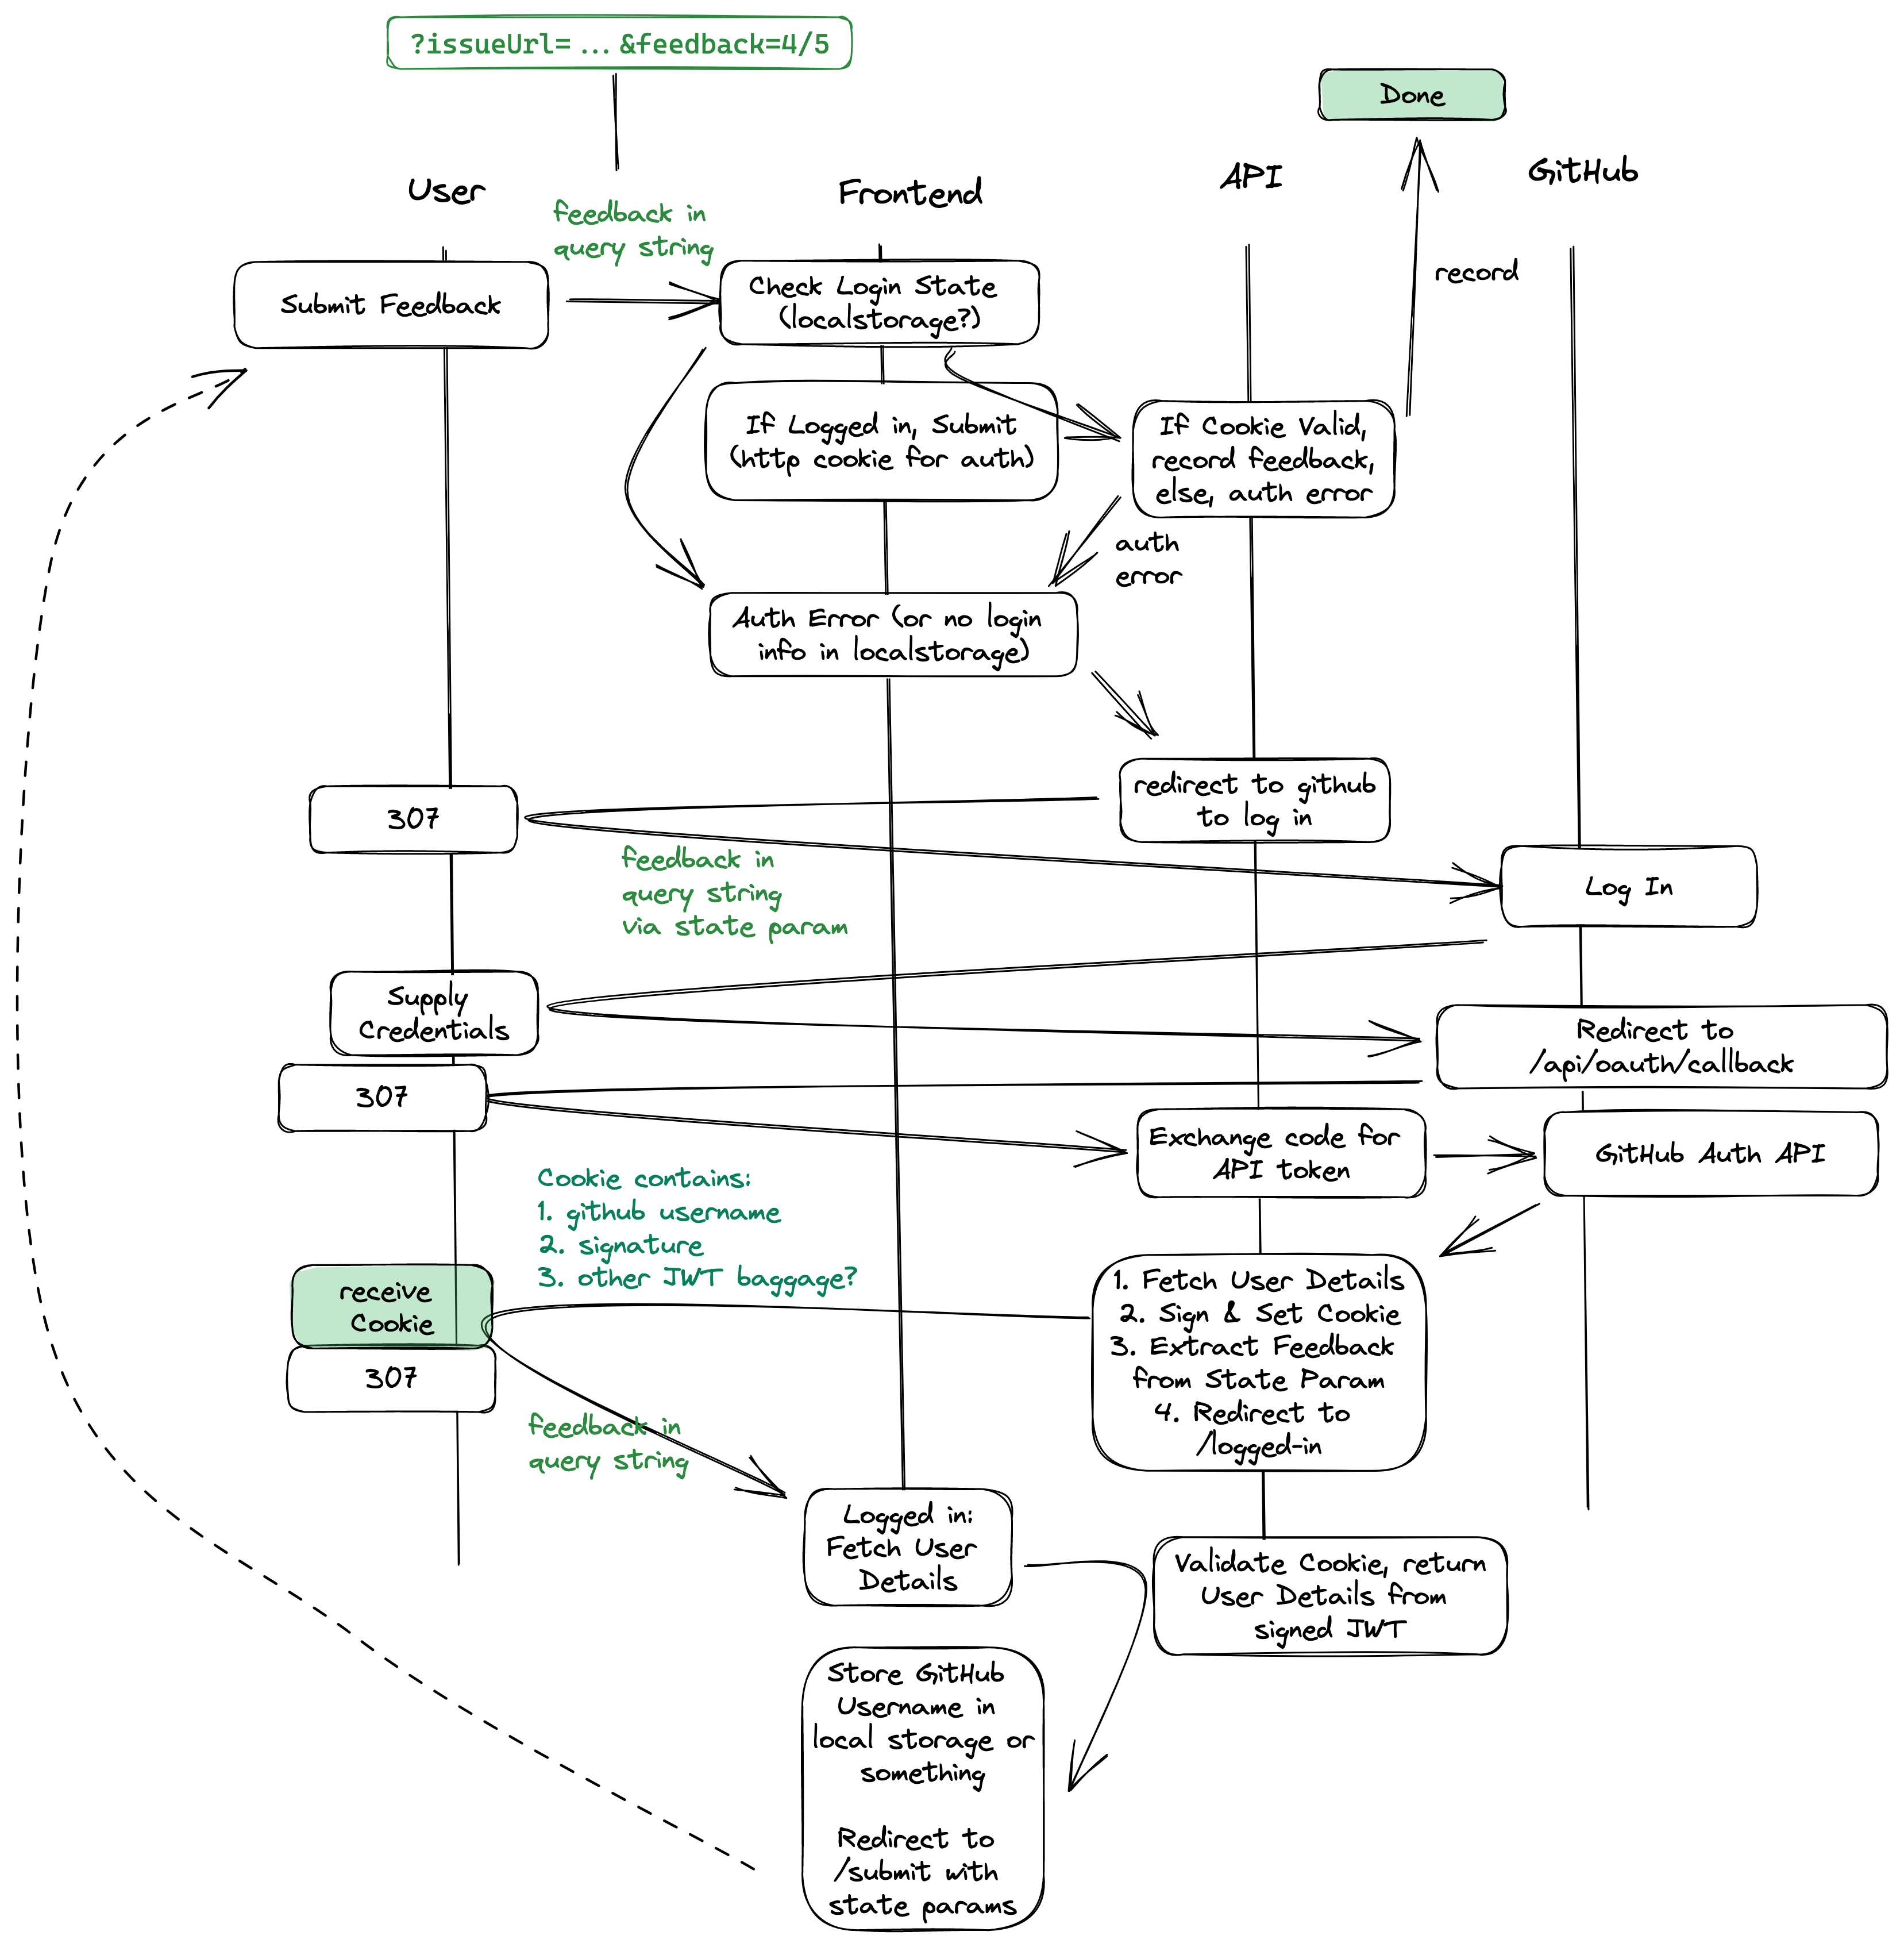 ?issueUrl= ... &feedback=4/5
Done
User
Frontend
API
GitHub
feedback in
query string
record
Submit Feedback
Check Login State
(localstorage?)
If Logged in, Submit
(http cookie for auth)
If Cookie Valid,
record feedback,
else, auth error
auth
error
Auth Error (or no login
info in localstorage)
redirect to github
to log in
307
feedback in
query string
via state param
Log In
Supply
Credentials
Redirect to
/api/oauth/callback
307
Exchange code for
API token
GitHub Auth API
Cookie contains:
1. github username
2. signature
3. other JWT baggage?
receive
Cookie
307
1. Fetch User Details
2. Sign & Set Cookie
3. Extract Feedback
from State Param
4. Redirect to
/logged-in
feedback in
query string
Logged in:
Fetch User
Details
Validate Cookie, return
User Details from
signed JWT
Store GitHub
Username in
local storage or
something
Redirect to
/submit with
state params